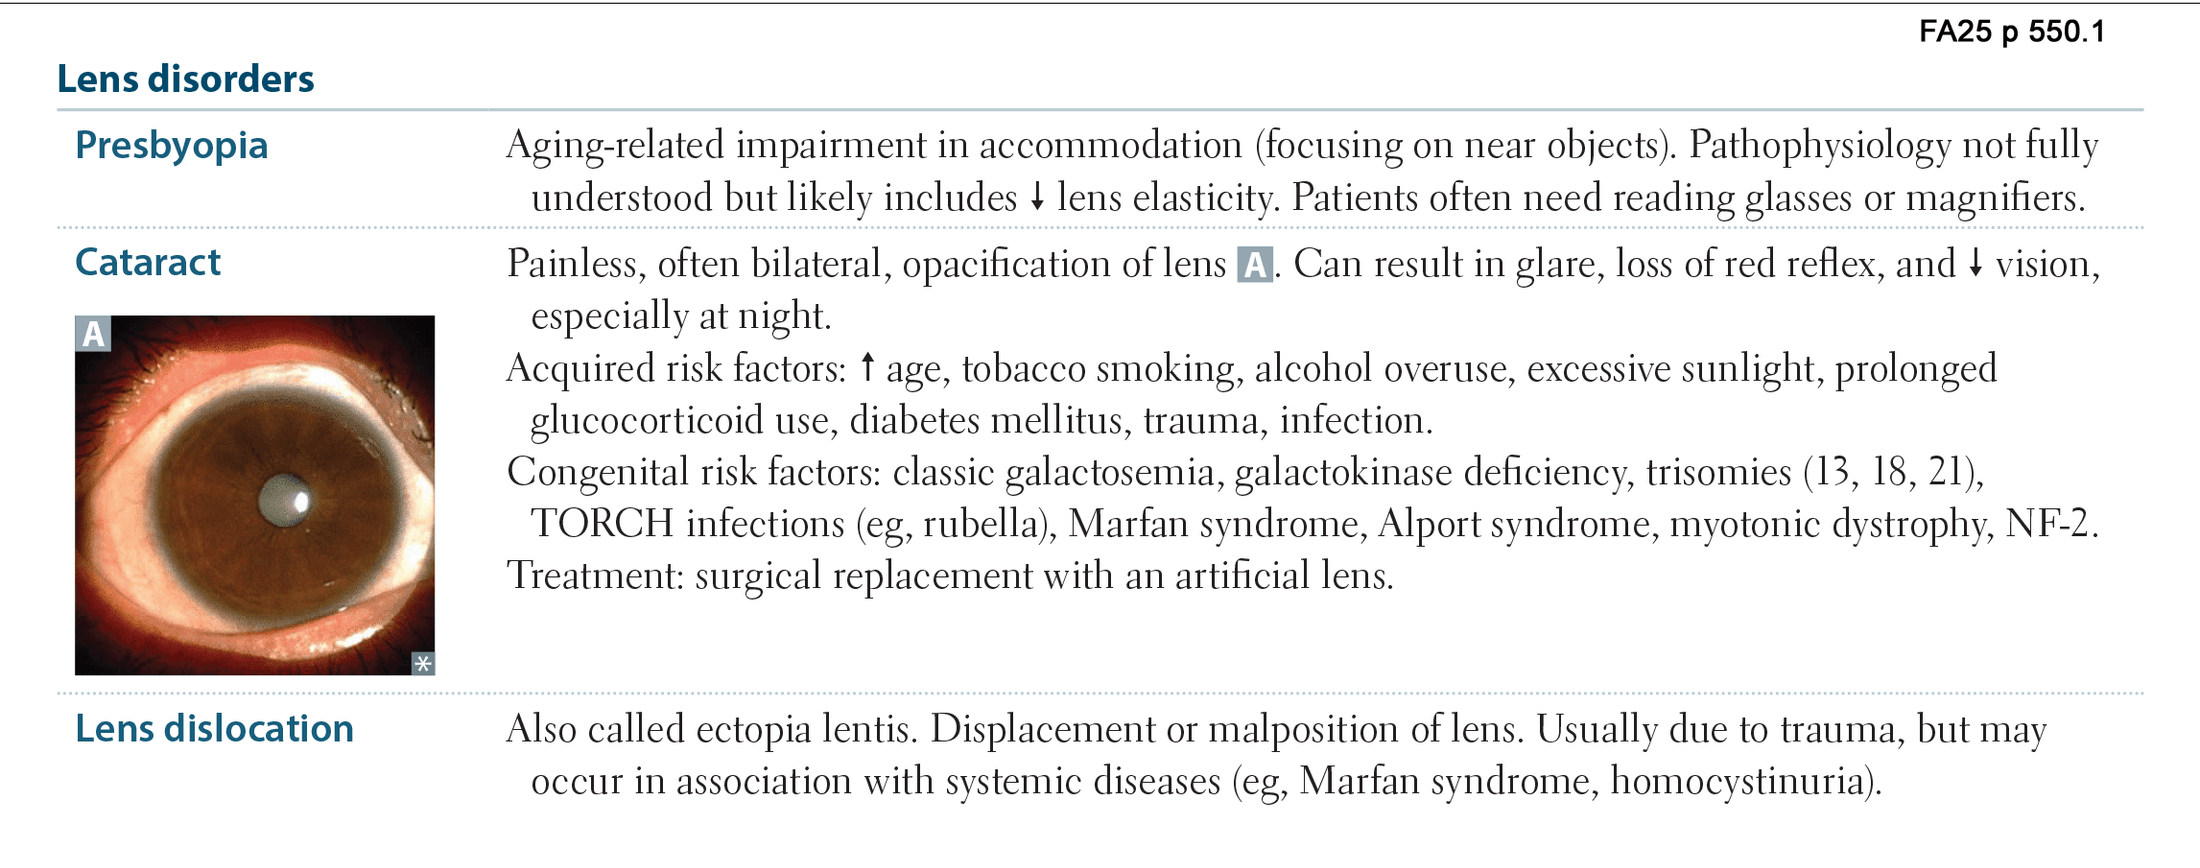 FA25 p 550.1
Lens disorders
Presbyopia
Aging-related impairment in accommodation (focusing on near objects). Pathophysiology not fully
understood but likely includes ↓ lens elasticity. Patients often need reading glasses or magnifiers.
Cataract
A
*
Painless, often bilateral, opacification of lens A. Can result in glare, loss of red reflex, and ↓ vision,
especially at night.
Acquired risk factors: ↑ age, tobacco smoking, alcohol overuse, excessive sunlight, prolonged
glucocorticoid use, diabetes mellitus, trauma, infection.
Congenital risk factors: classic galactosemia, galactokinase deficiency, trisomies (13, 18, 21),
TORCH infections (eg, rubella), Marfan syndrome, Alport syndrome, myotonic dystrophy, NF-2.
Treatment: surgical replacement with an artificial lens.
Lens dislocation
Also called ectopia lentis. Displacement or malposition of lens. Usually due to trauma, but may
occur in association with systemic diseases (eg, Marfan syndrome, homocystinuria).